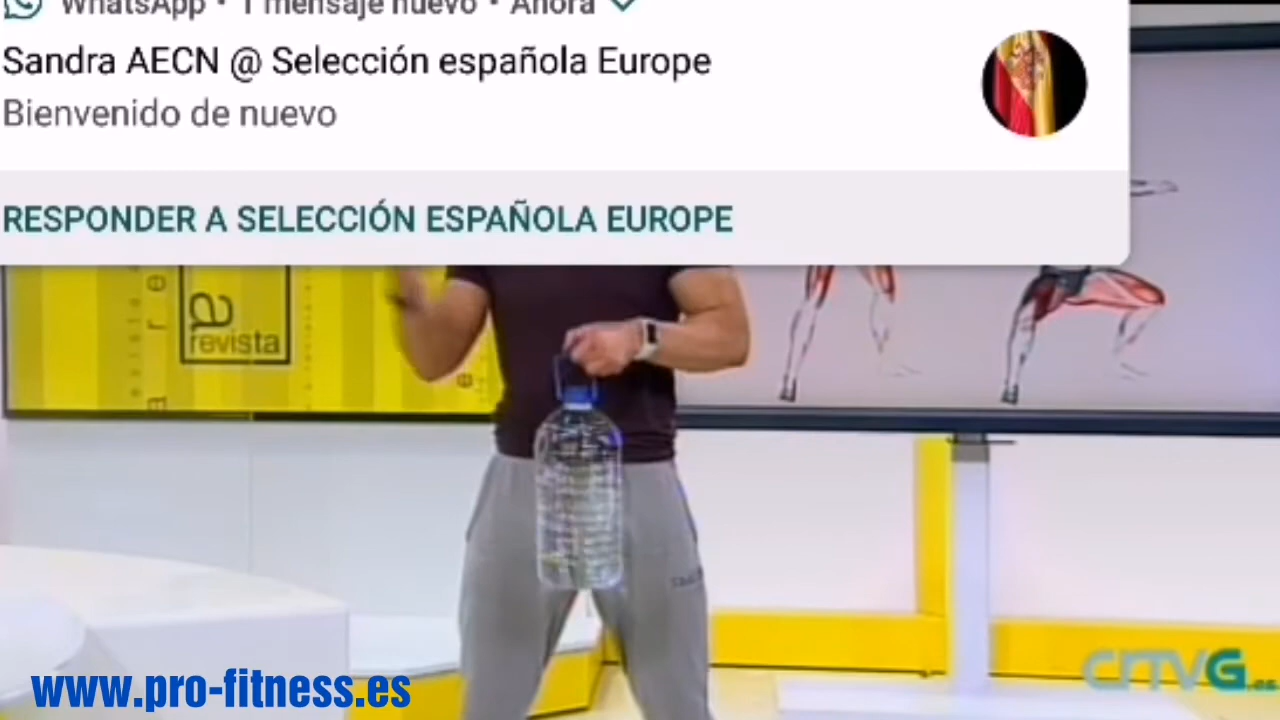 WhatsApp • 1 mensaje nuevo • Ahora
Sandra AECN @ Selección española Europe
Bienvenido de nuevo
RESPONDER A SELECCIÓN ESPAÑOLA EUROPE
a
revista
www.pro-fitness.es
CRTVG.es